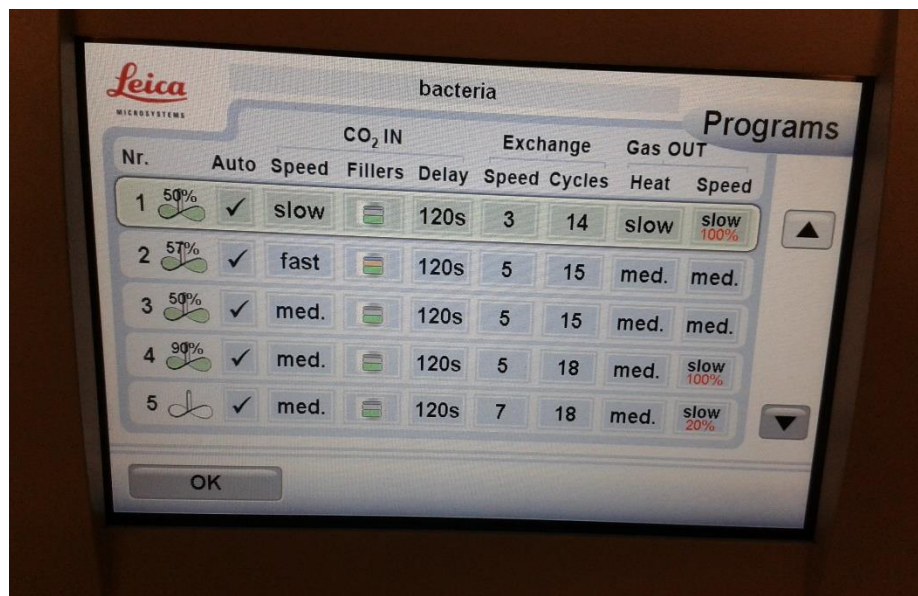 Leica
MICROSYSTEMS
bacteria
Programs
CO₂ IN Exchange Gas OUT
Nr. Auto Speed Fillers Delay Speed Cycles Heat Speed
1 50% ✓ slow 120s 3 14 slow slow 100%
2 57% ✓ fast 120s 5 15 med. med.
3 50% ✓ med. 120s 5 15 med. med.
4 90% ✓ med. 120s 5 18 med. slow 100%
5 ✓ med. 120s 7 18 med. slow 20%
OK